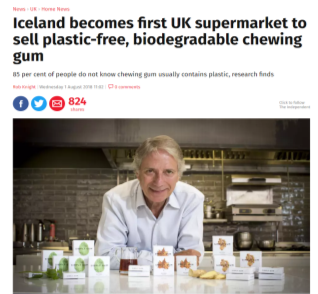 News › UK › Home News
Iceland becomes first UK supermarket to
sell plastic-free, biodegradable chewing
gum
85 per cent of people do not know chewing gum usually contains plastic, research finds
Rob Knight | Wednesday 1 August 2018 11:02 | 0 comments
824
shares
Click to follow
The Independent